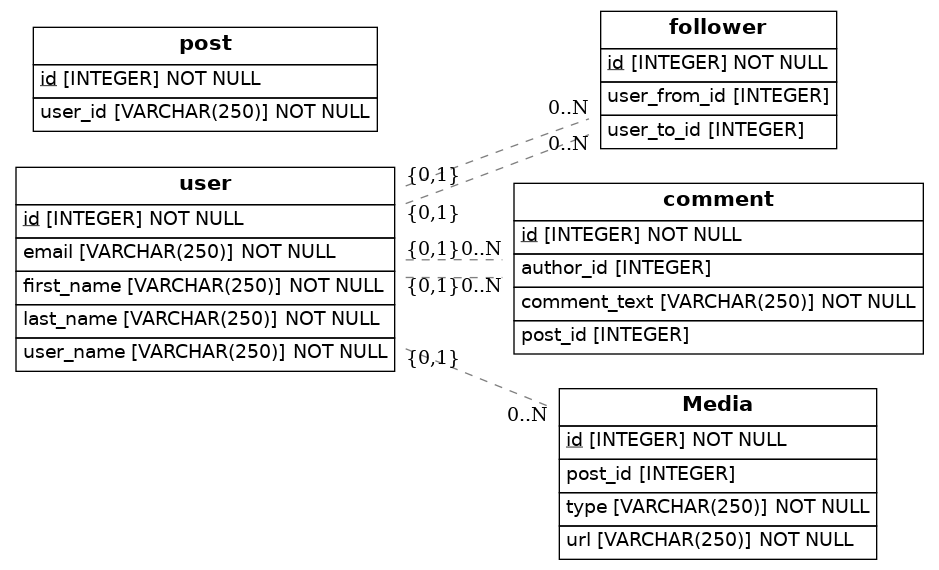 post
id [INTEGER] NOT NULL
user_id [VARCHAR(250)] NOT NULL
follower
id [INTEGER] NOT NULL
user_from_id [INTEGER]
user_to_id [INTEGER]
0..N
0..N
{0,1}
{0,1}
user
id [INTEGER] NOT NULL
email [VARCHAR(250)] NOT NULL
first_name [VARCHAR(250)] NOT NULL
last_name [VARCHAR(250)] NOT NULL
user_name [VARCHAR(250)] NOT NULL
{0,1} 0..N
{0,1} 0..N
comment
id [INTEGER] NOT NULL
author_id [INTEGER]
comment_text [VARCHAR(250)] NOT NULL
post_id [INTEGER]
{0,1}
0..N
Media
id [INTEGER] NOT NULL
post_id [INTEGER]
type [VARCHAR(250)] NOT NULL
url [VARCHAR(250)] NOT NULL